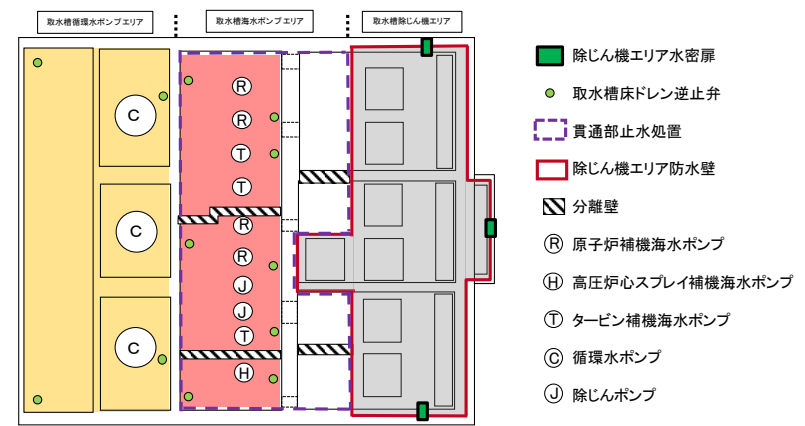 取水槽循環水ポンプエリア
取水槽海水ポンプエリア
取水槽除じん機エリア
C
C
C
R
R
T
T
R
R
J
J
T
H
除じん機エリア水密扉
取水槽床ドレン逆止弁
貫通部止水処置
除じん機エリア防水壁
分離壁
R 原子炉補機海水ポンプ
H 高圧炉心スプレイ補機海水ポンプ
T タービン補機海水ポンプ
C 循環水ポンプ
J 除じんポンプ